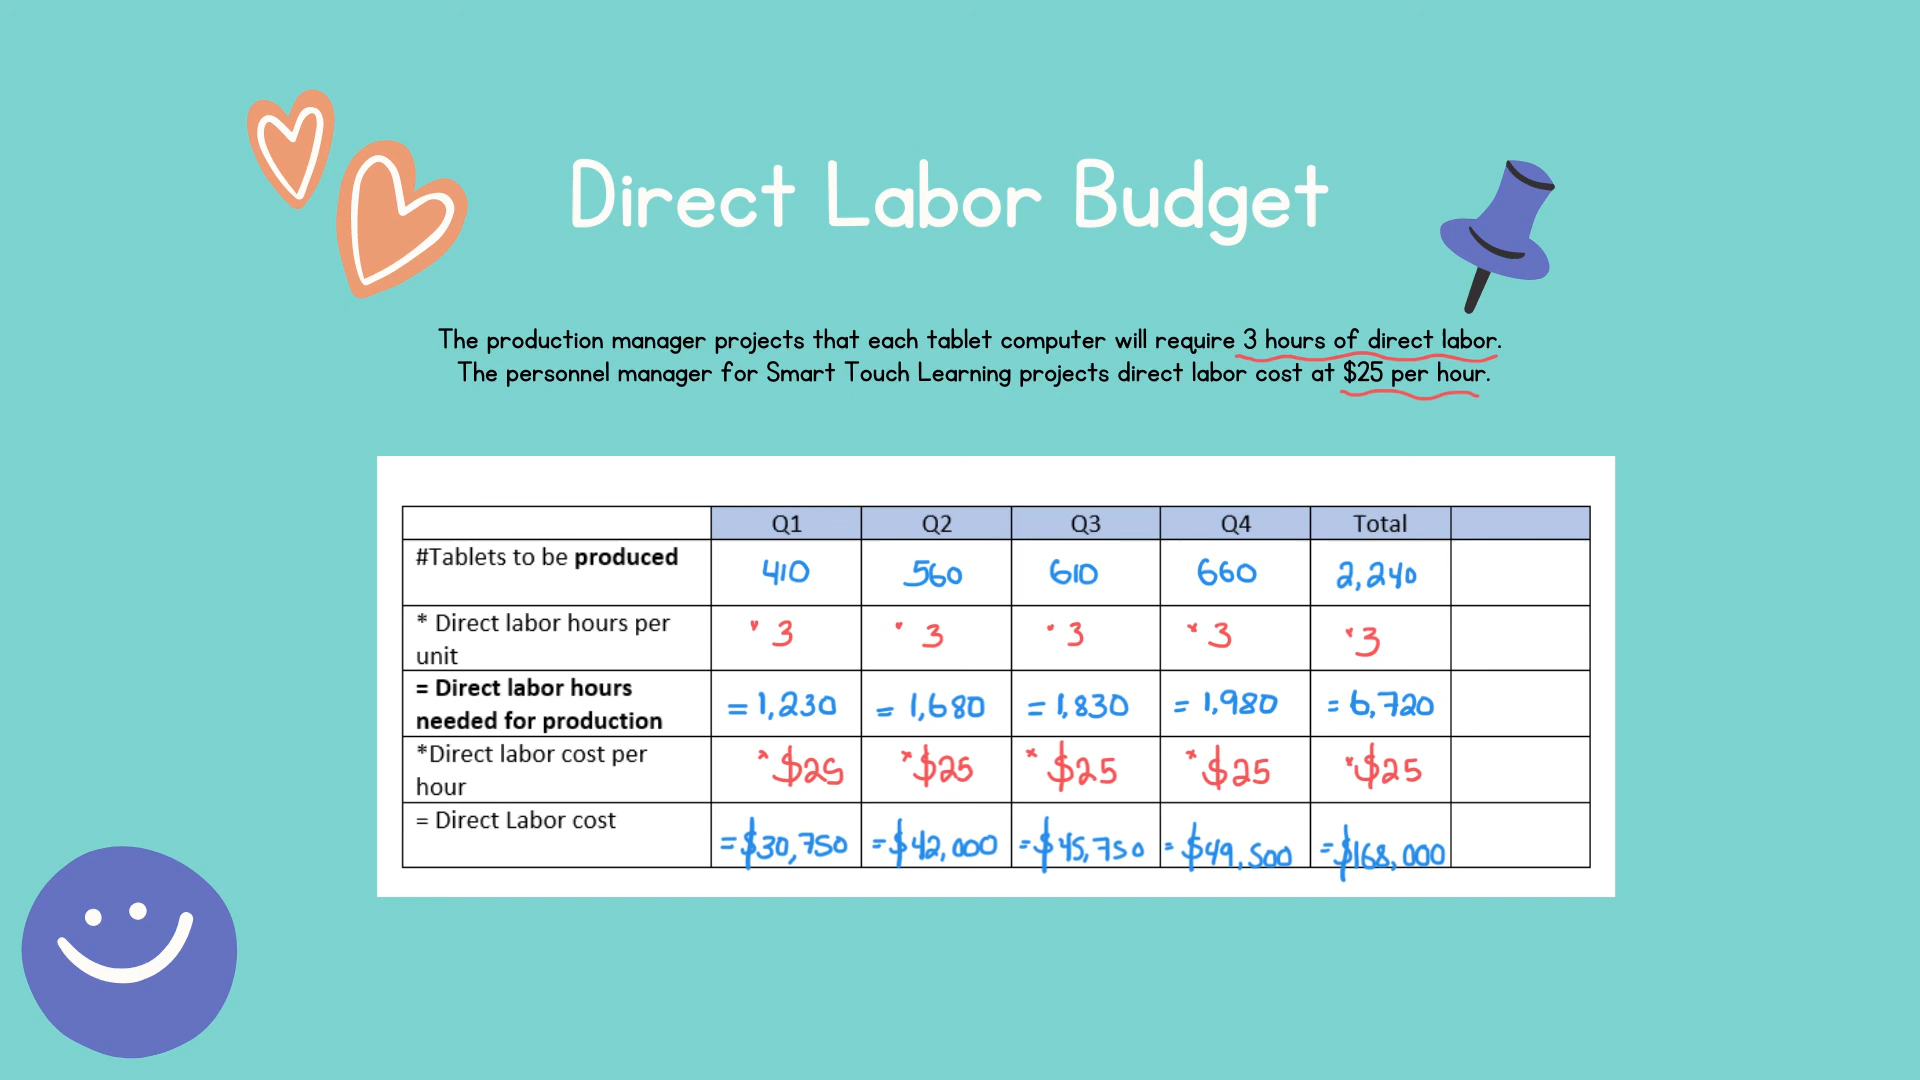 Direct Labor Budget
The production manager projects that each tablet computer will require 3 hours of direct labor.
The personnel manager for Smart Touch Learning projects direct labor cost at $25 per hour.
Q1 Q2 Q3 Q4 Total
#Tablets to be produced 410 560 610 660 2,240
* Direct labor hours per
unit * 3 * 3 * 3 * 3 * 3
= Direct labor hours
needed for production = 1,230 = 1,680 = 1,830 = 1,980 = 6,720
*Direct labor cost per
hour * $25 * $25 * $25 * $25 * $25
= Direct Labor cost = $30,750 = $42,000 = $45,750 = $49,500 = $168,000